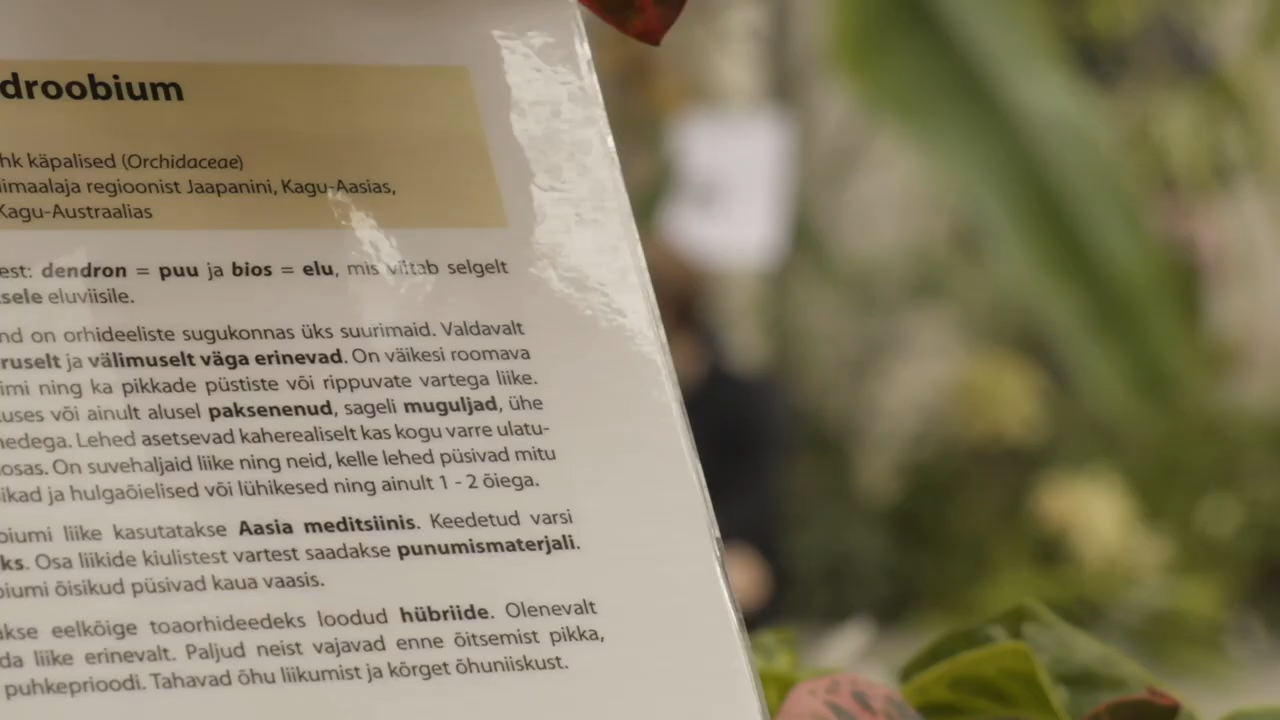 droobium
hk käpalised (Orchidaceae)
iimaalaja regioonist Jaapanini, Kagu-Aasias,
Kagu-Austraalias
est: dendron = puu ja bios = elu, mis viitab selgelt
sele eluviisile.
nd on orhideeliste sugukonnas üks suurimaid. Valdavalt
ruselt ja välimuselt väga erinevad. On väikesi roomava
imi ning ka pikkade püstiste või rippuvate vartega liike.
uses või ainult alusel paksenenud, sageli muguljad, ühe
hedega. Lehed asetsevad kaherealiselt kas kogu varre ulatu-
osas. On suvehaljaid liike ning neid, kelle lehed püsivad mitu
ikad ja hulgaõielised või lühikesed ning ainult 1 - 2 õiega.
biumi liike kasutatakse Aasia meditsiinis. Keedetud varsi
ks. Osa liikide kiulistest vartest saadakse punumismaterjali.
biumi õisikud püsivad kaua vaasis.
akse eelkõige toaorhideedeks loodud hübriide. Olenevalt
da liike erinevalt. Paljud neist vajavad enne õitsemist pikka,
puhkeprioodi. Tahavad õhu liikumist ja kõrget õhuniiskust.